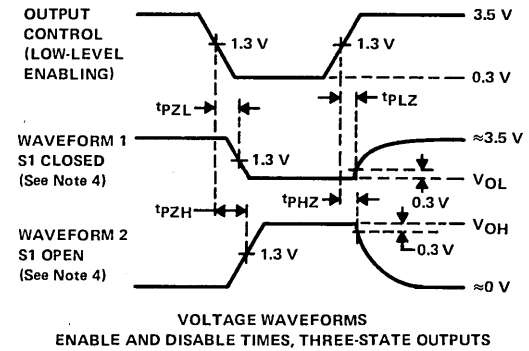 OUTPUT
CONTROL
(LOW-LEVEL
ENABLING)
3.5 V
1.3 V
1.3 V
0.3 V
tPZL
tPLZ
WAVEFORM 1
S1 CLOSED
(See Note 4)
≈3.5 V
1.3 V
VOL
0.3 V
tPZH
tPHZ
WAVEFORM 2
S1 OPEN
(See Note 4)
VOH
1.3 V
0.3 V
≈0 V
VOLTAGE WAVEFORMS
ENABLE AND DISABLE TIMES, THREE-STATE OUTPUTS